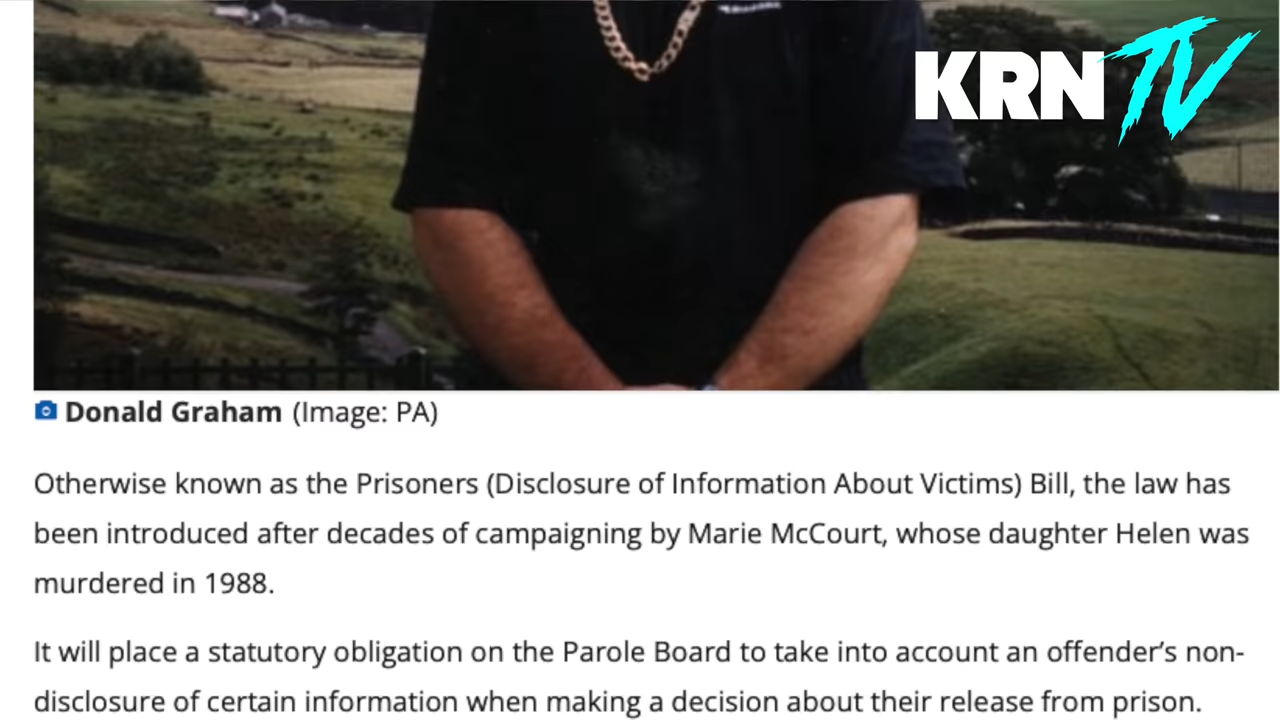 KRN TV
Donald Graham (Image: PA)
Otherwise known as the Prisoners (Disclosure of Information About Victims) Bill, the law has
been introduced after decades of campaigning by Marie McCourt, whose daughter Helen was
murdered in 1988.
It will place a statutory obligation on the Parole Board to take into account an offender’s non-
disclosure of certain information when making a decision about their release from prison.